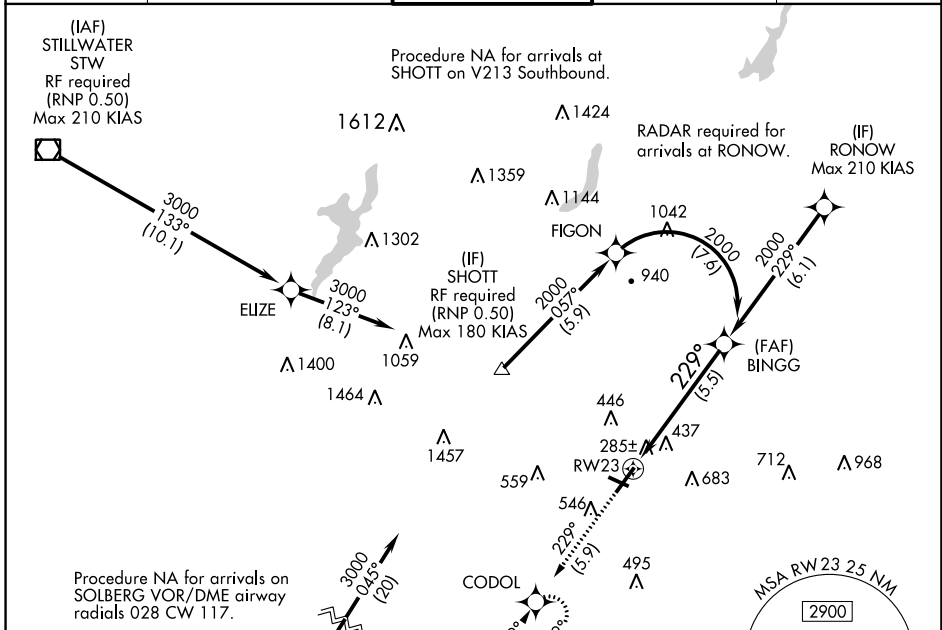 (IAF)
STILLWATER
STW
RF required
(RNP 0.50)
Max 210 KIAS
Procedure NA for arrivals at
SHOTT on V213 Southbound.
1612
1424
RADAR required for
arrivals at RONOW.
(IF)
RONOW
Max 210 KIAS
1359
1144
3000
133°
(10.1)
1302
FIGON
1042
2000
(7.6)
2000
229°
(6.1)
(IF)
SHOTT
RF required
(RNP 0.50)
Max 180 KIAS
940
ELIZE
3000
123°
(8.1)
2000
057°
(5.9)
1059
1400
(FAF)
BINGG
229°
(5.5)
1464
446
437
285±
1457
RW23
559
683
712
968
546
229°
(5.9)
495
3000
045°
(20)
Procedure NA for arrivals on
SOLBERG VOR/DME airway
radials 028 CW 117.
CODOL
MSA RW 23 25 NM
2900